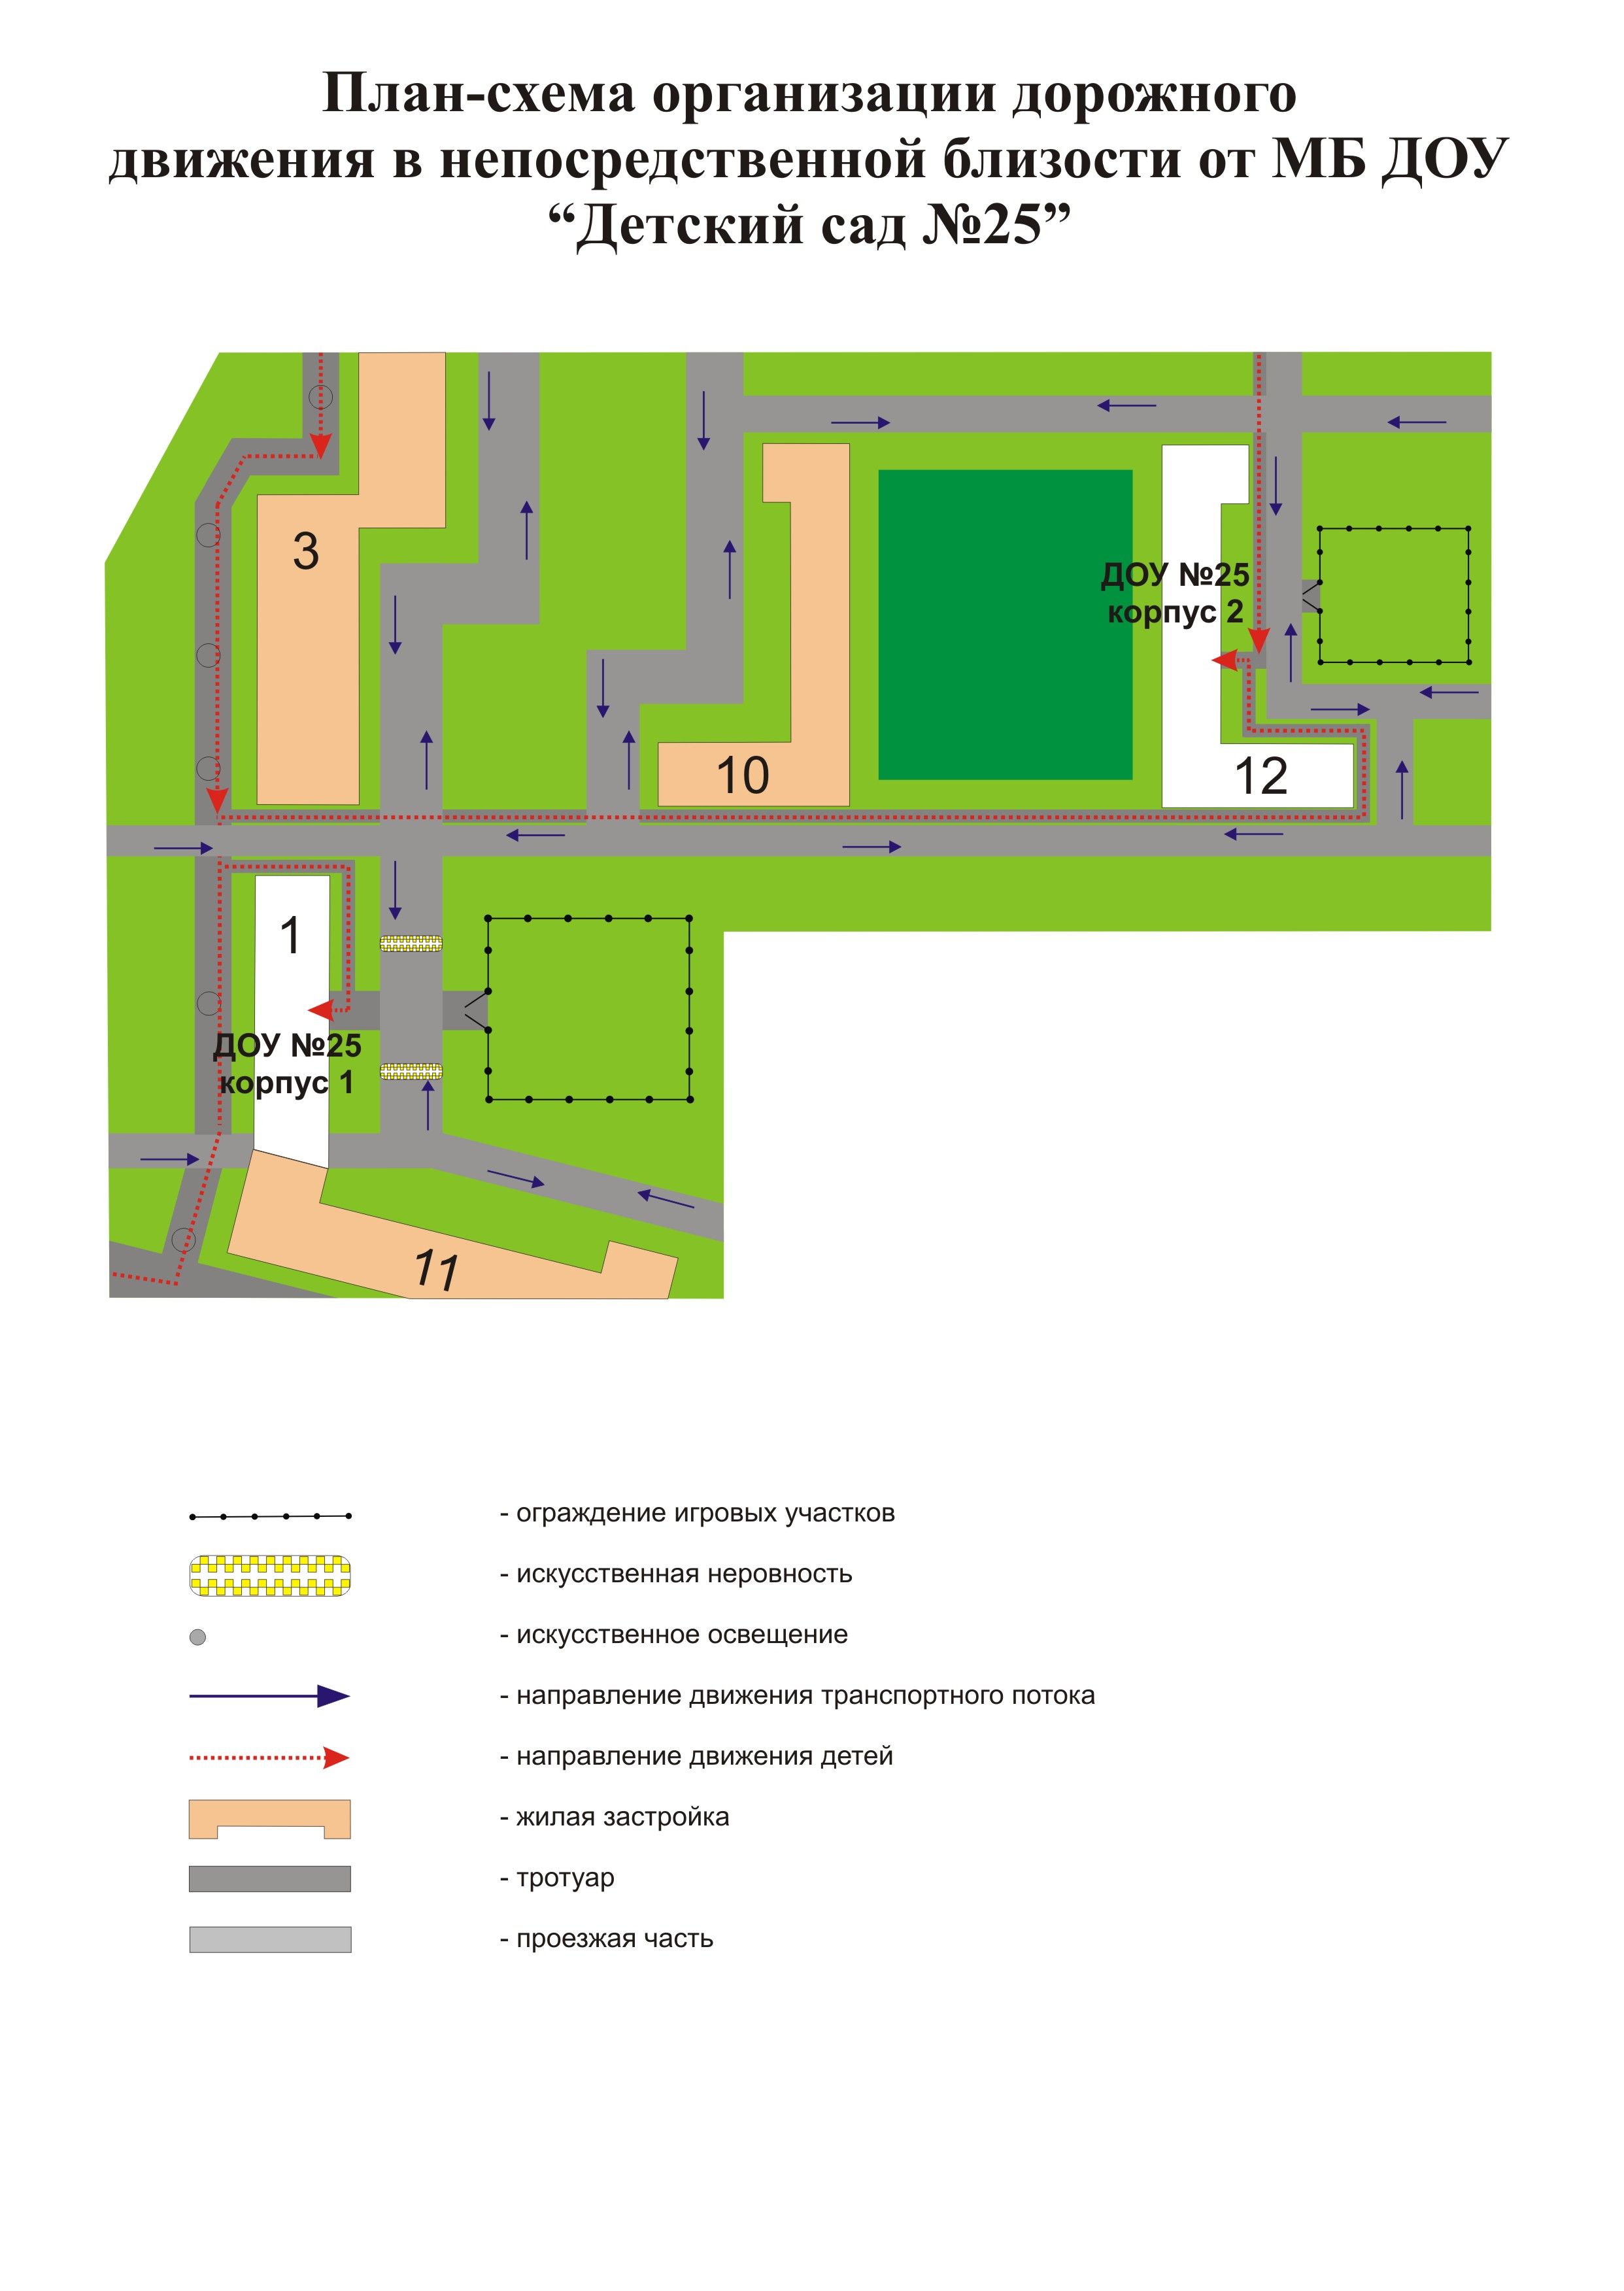 План-схема организации дорожного
движения в непосредственной близости от МБ ДОУ
“Детский сад №25”
3
ДОУ №25
корпус 2
10
12
1
ДОУ №25
корпус 1
11
- ограждение игровых участков
- искусственная неровность
- искусственное освещение
- направление движения транспортного потока
- направление движения детей
- жилая застройка
- тротуар
- проезжая часть